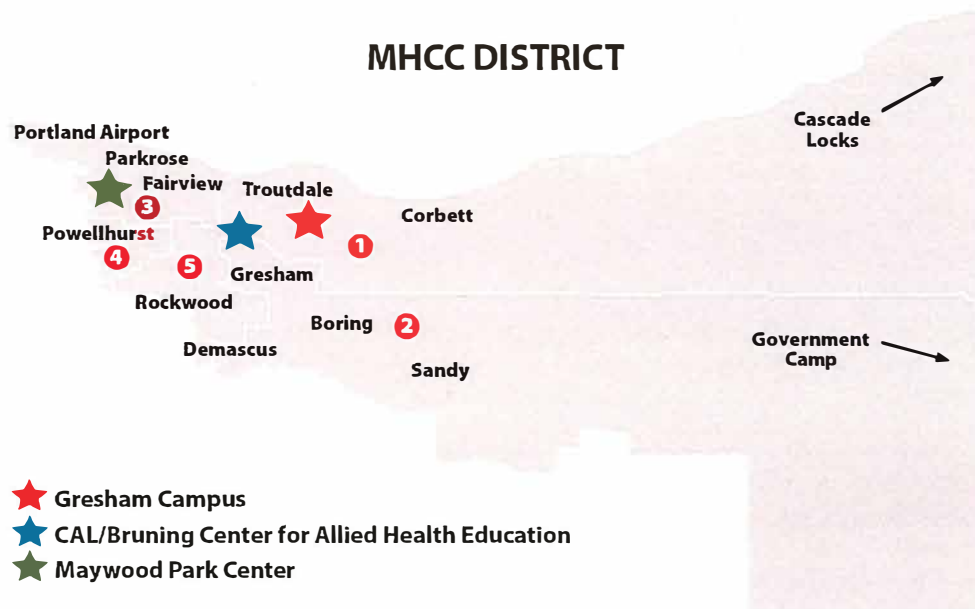 MHCC DISTRICT
Cascade
Locks
Portland Airport
Parkrose
Fairview
Troutdale
3
Corbett
Powellhurst
1
4
5
Gresham
Rockwood
Boring
2
Demascus
Government
Camp
Sandy
Gresham Campus
CAL/Bruning Center for Allied Health Education
Maywood Park Center